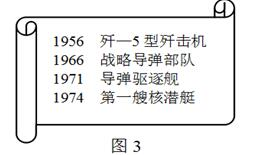 1956 歼—5型歼击机
1966 战略导弹部队
1971 导弹驱逐舰
1974 第一艘核潜艇
图3